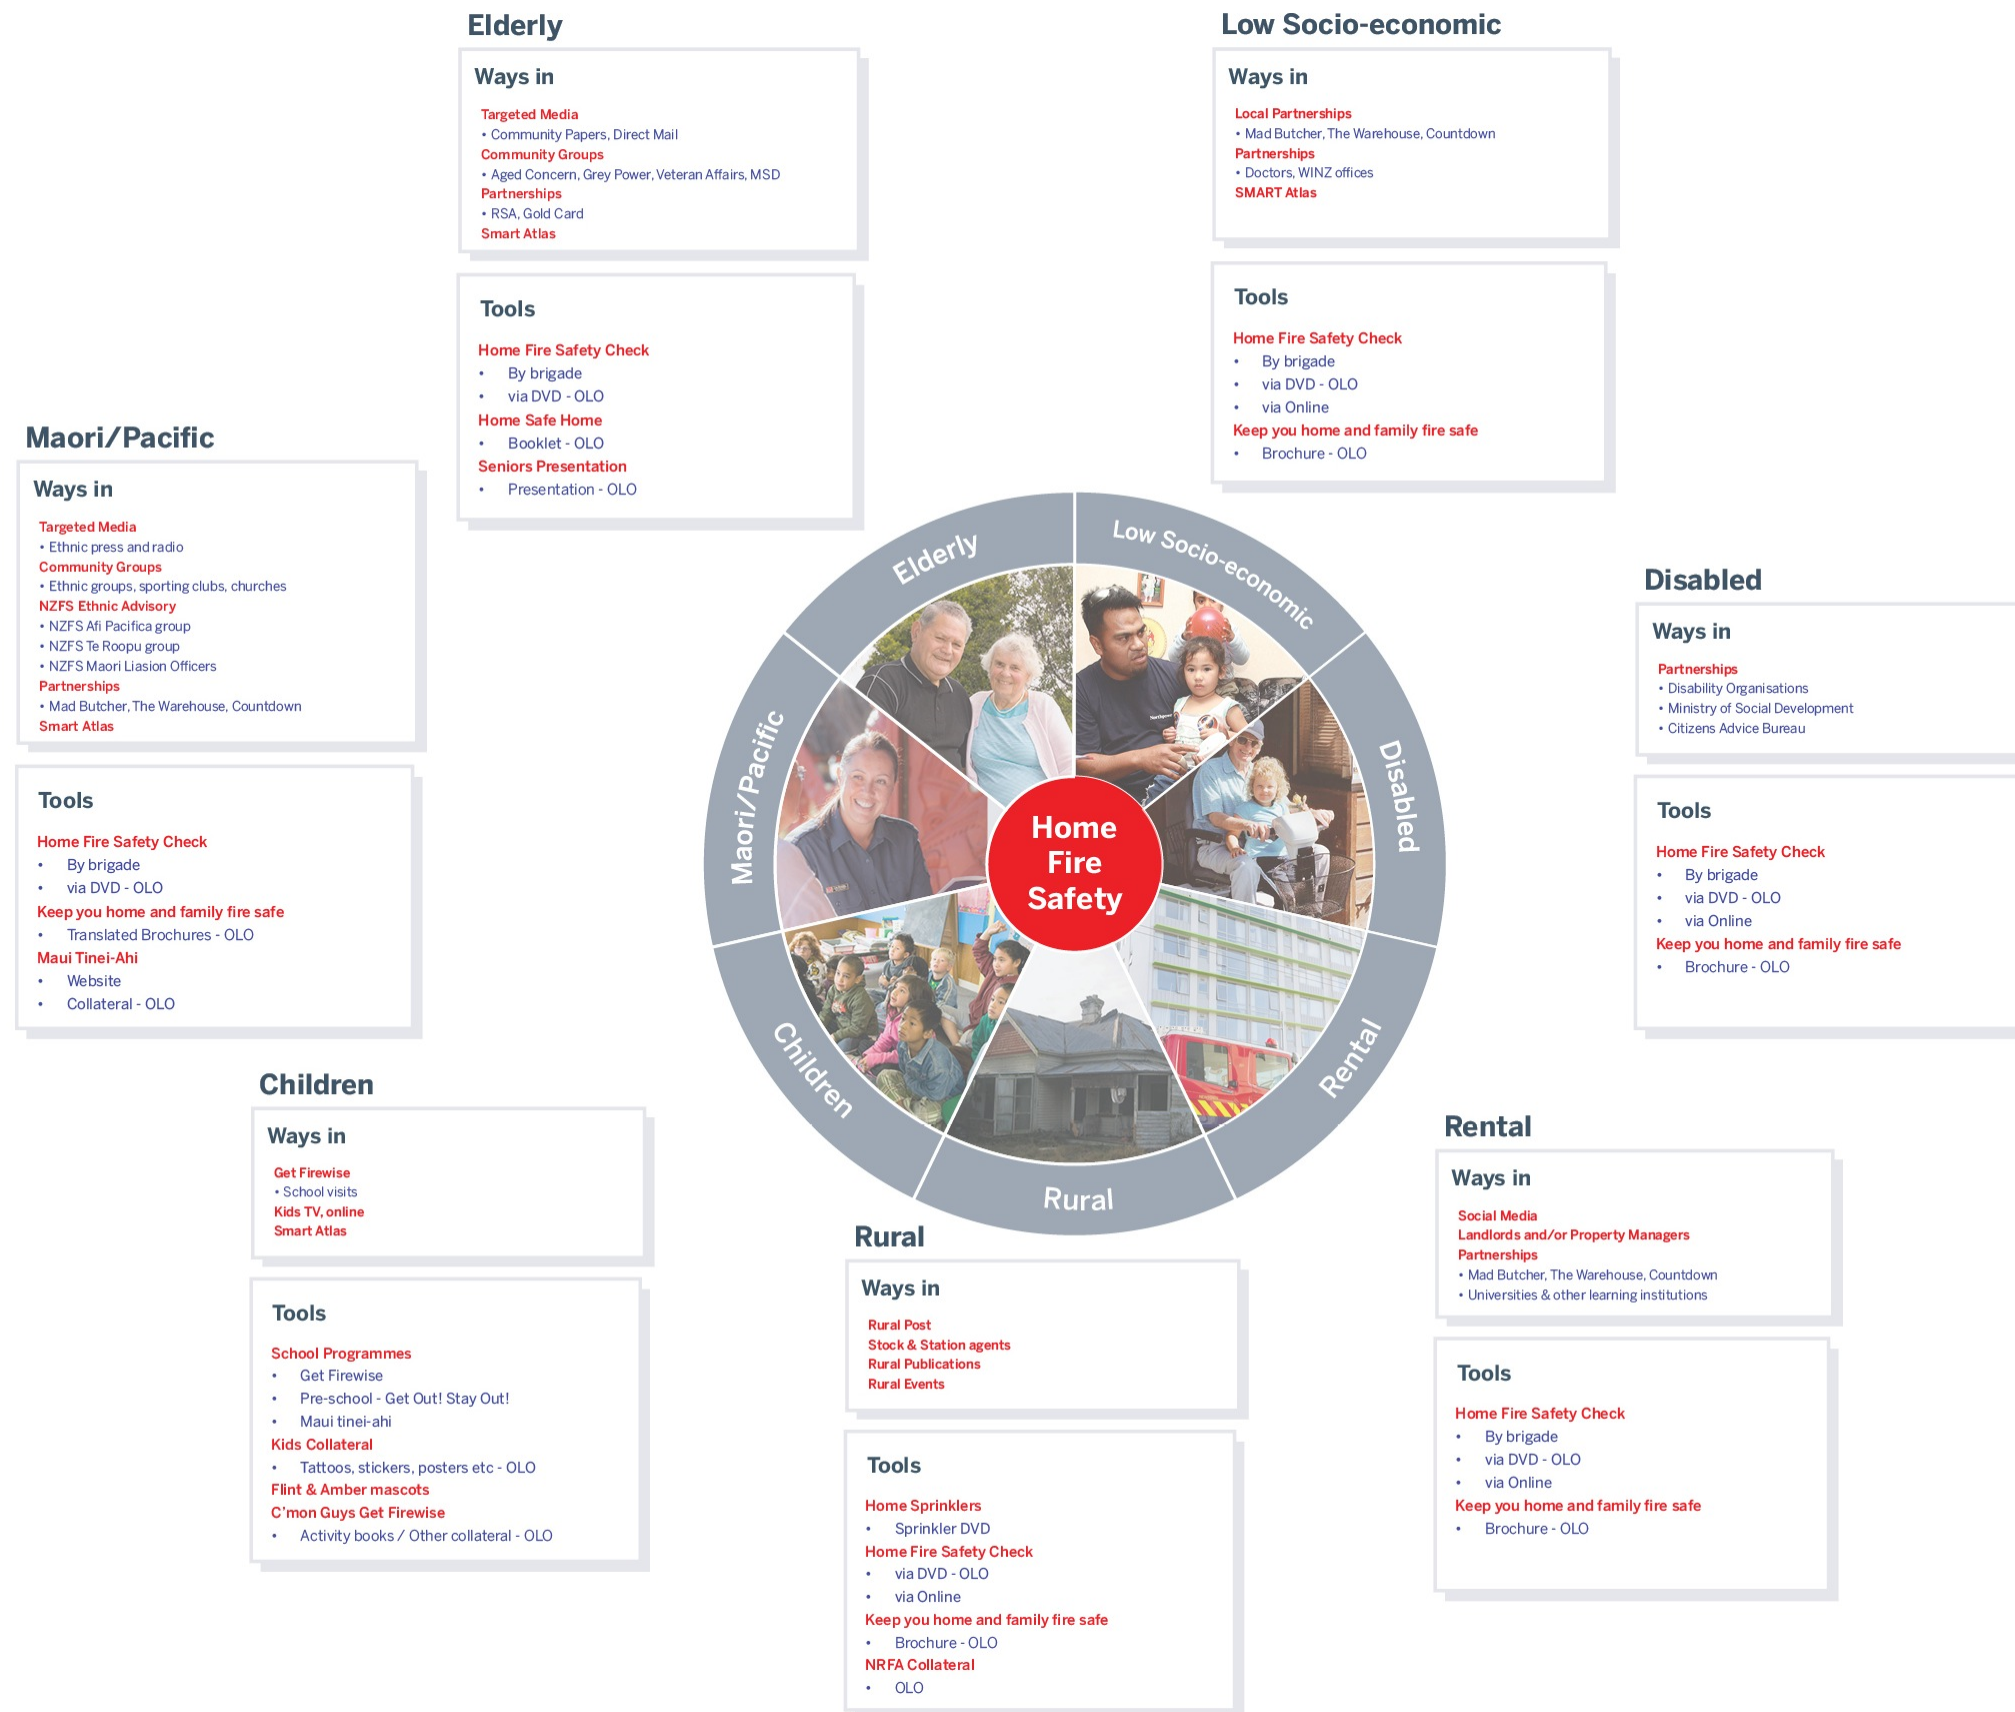 Elderly
Ways in
Targeted Media
• Community Papers, Direct Mail
Community Groups
• Aged Concern, Grey Power, Veteran Affairs, MSD
Partnerships
• RSA, Gold Card
Smart Atlas
Tools
Home Fire Safety Check
• By brigade
• via DVD - OLO
Home Safe Home
• Booklet - OLO
Seniors Presentation
• Presentation - OLO
Low Socio-economic
Ways in
Local Partnerships
• Mad Butcher, The Warehouse, Countdown
Partnerships
• Doctors, WINZ offices
SMART Atlas
Tools
Home Fire Safety Check
• By brigade
• via DVD - OLO
• via Online
Keep you home and family fire safe
• Brochure - OLO
Maori/Pacific
Ways in
Targeted Media
• Ethnic press and radio
Community Groups
• Ethnic groups, sporting clubs, churches
NZFS Ethnic Advisory
• NZFS Afi Pacifica group
• NZFS Te Roopu group
• NZFS Maori Liasion Officers
Partnerships
• Mad Butcher, The Warehouse, Countdown
Smart Atlas
Tools
Home Fire Safety Check
• By brigade
• via DVD - OLO
Keep you home and family fire safe
• Translated Brochures - OLO
Maui Tinei-Ahi
• Website
• Collateral - OLO
Elderly
Low Socio-economic
Disabled
Rental
Rural
Children
Maori/Pacific
Home
Fire
Safety
Disabled
Ways in
Partnerships
• Disability Organisations
• Ministry of Social Development
• Citizens Advice Bureau
Tools
Home Fire Safety Check
• By brigade
• via DVD - OLO
• via Online
Keep you home and family fire safe
• Brochure - OLO
Children
Ways in
Get Firewise
• School visits
Kids TV, online
Smart Atlas
Tools
School Programmes
• Get Firewise
• Pre-school - Get Out! Stay Out!
• Maui tinei-ahi
Kids Collateral
• Tattoos, stickers, posters etc - OLO
Flint & Amber mascots
C'mon Guys Get Firewise
• Activity books / Other collateral - OLO
Rural
Ways in
Rural Post
Stock & Station agents
Rural Publications
Rural Events
Tools
Home Sprinklers
• Sprinkler DVD
Home Fire Safety Check
• via DVD - OLO
• via Online
Keep you home and family fire safe
• Brochure - OLO
NRFA Collateral
• OLO
Rental
Ways in
Social Media
Landlords and/or Property Managers
Partnerships
• Mad Butcher, The Warehouse, Countdown
• Universities & other learning institutions
Tools
Home Fire Safety Check
• By brigade
• via DVD - OLO
• via Online
Keep you home and family fire safe
• Brochure - OLO